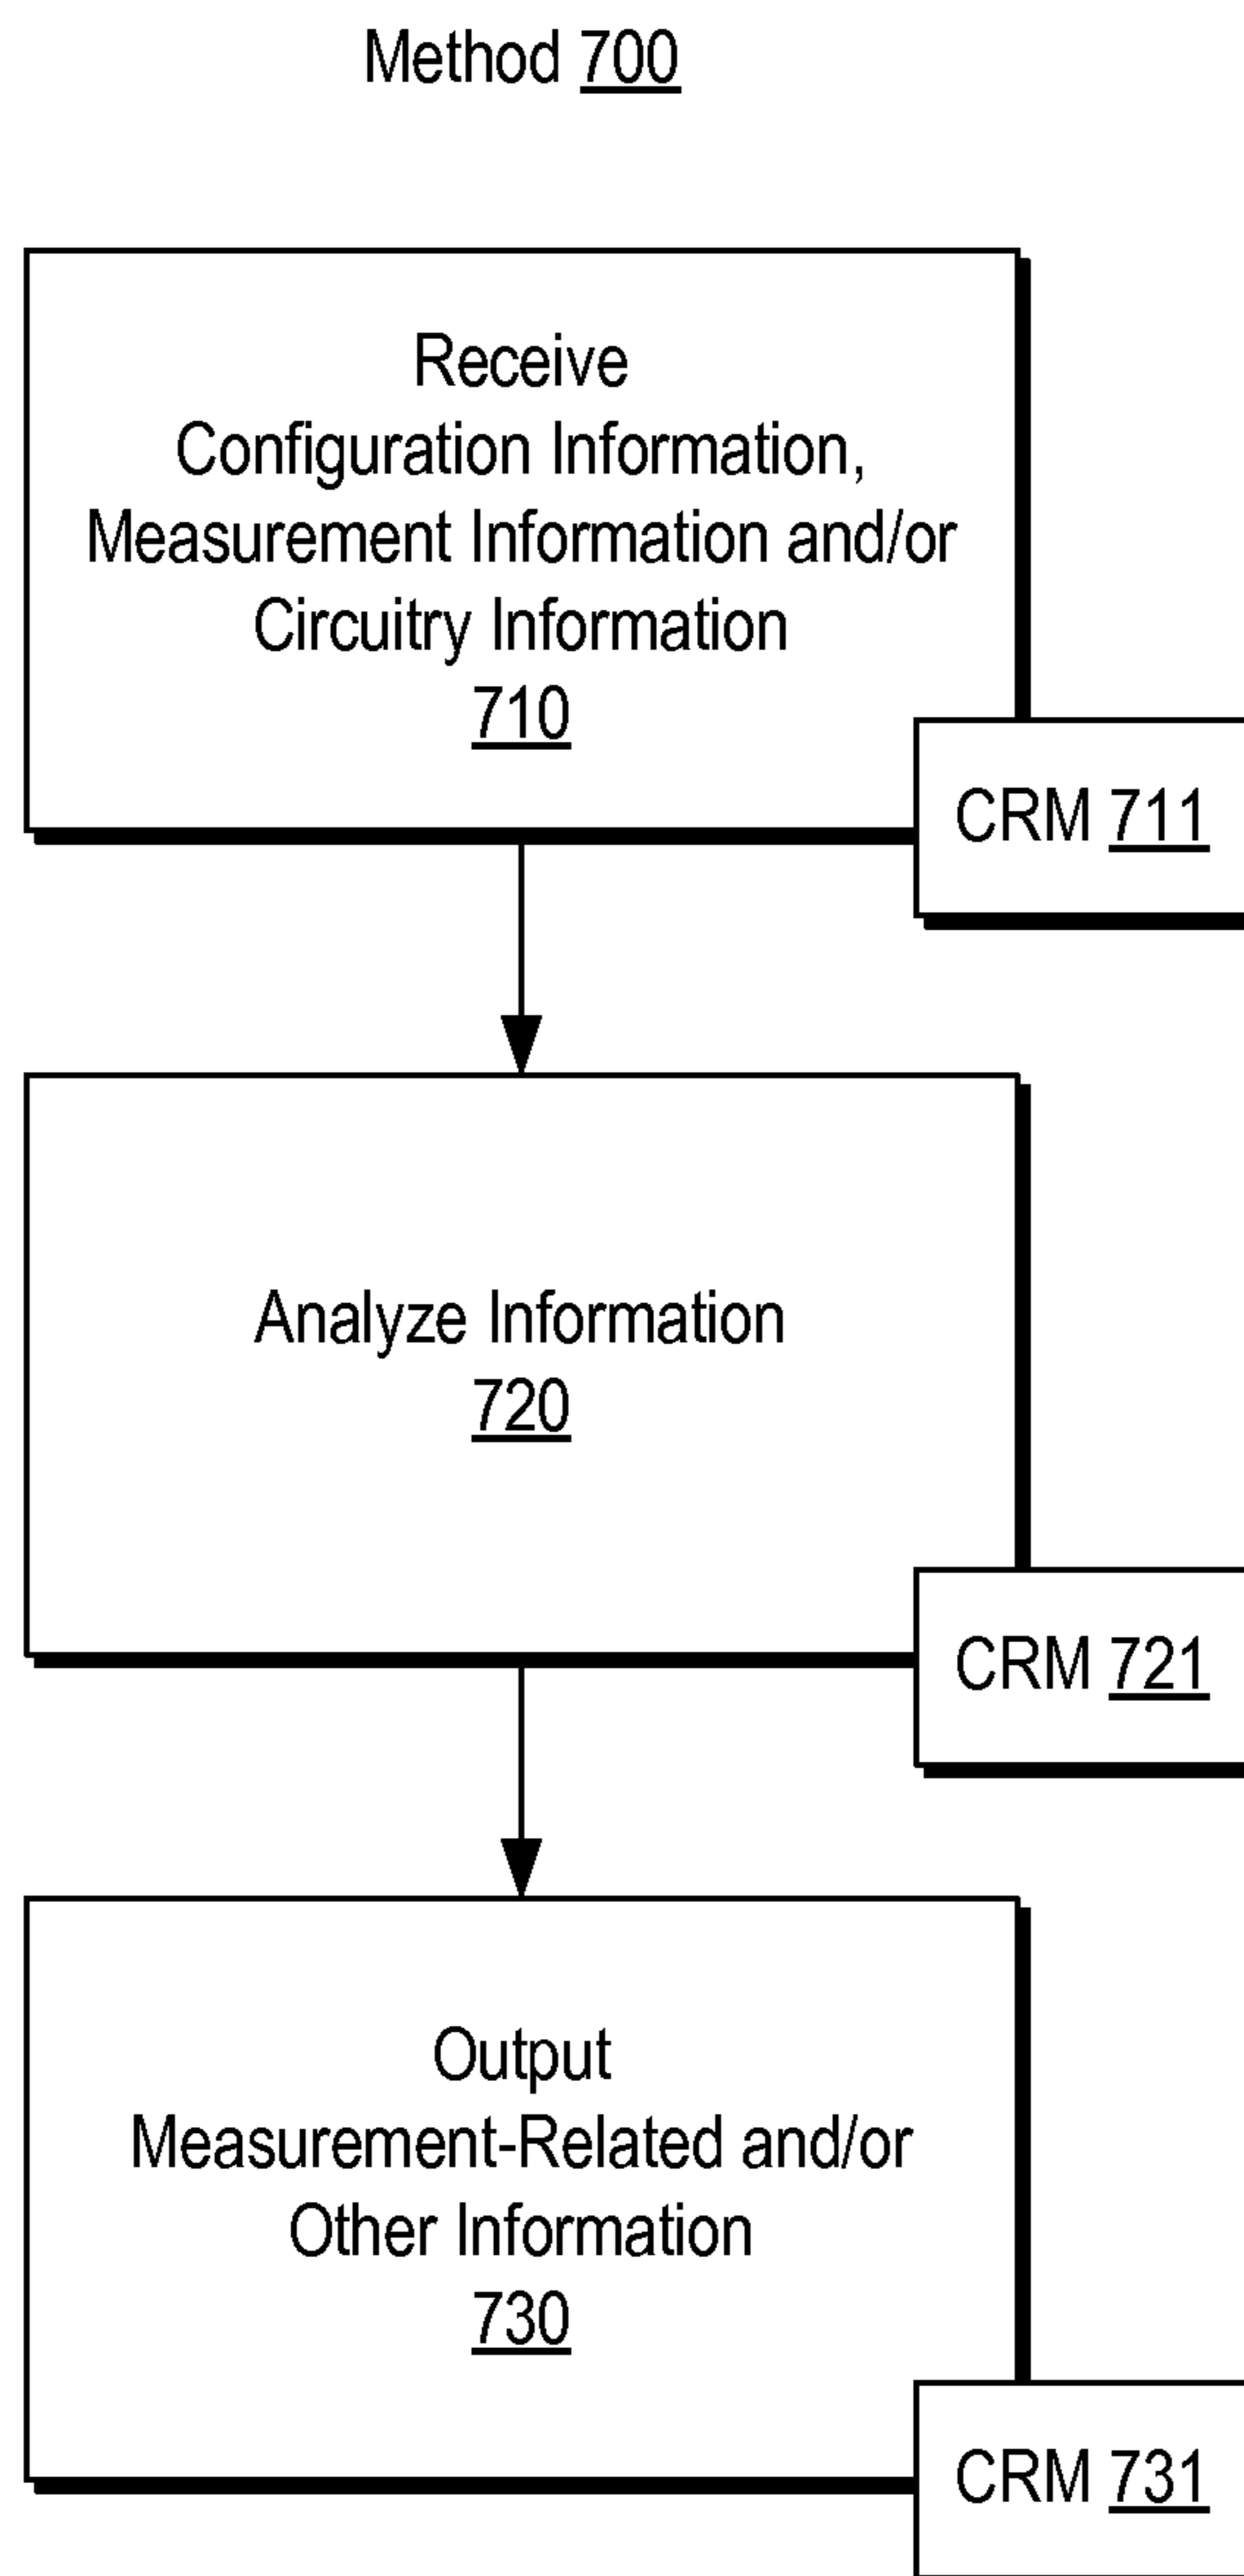 Method 700
Receive
Configuration Information,
Measurement Information and/or
Circuitry Information
710
CRM 711
Analyze Information
720
CRM 721
Output
Measurement-Related and/or
Other Information
730
CRM 731